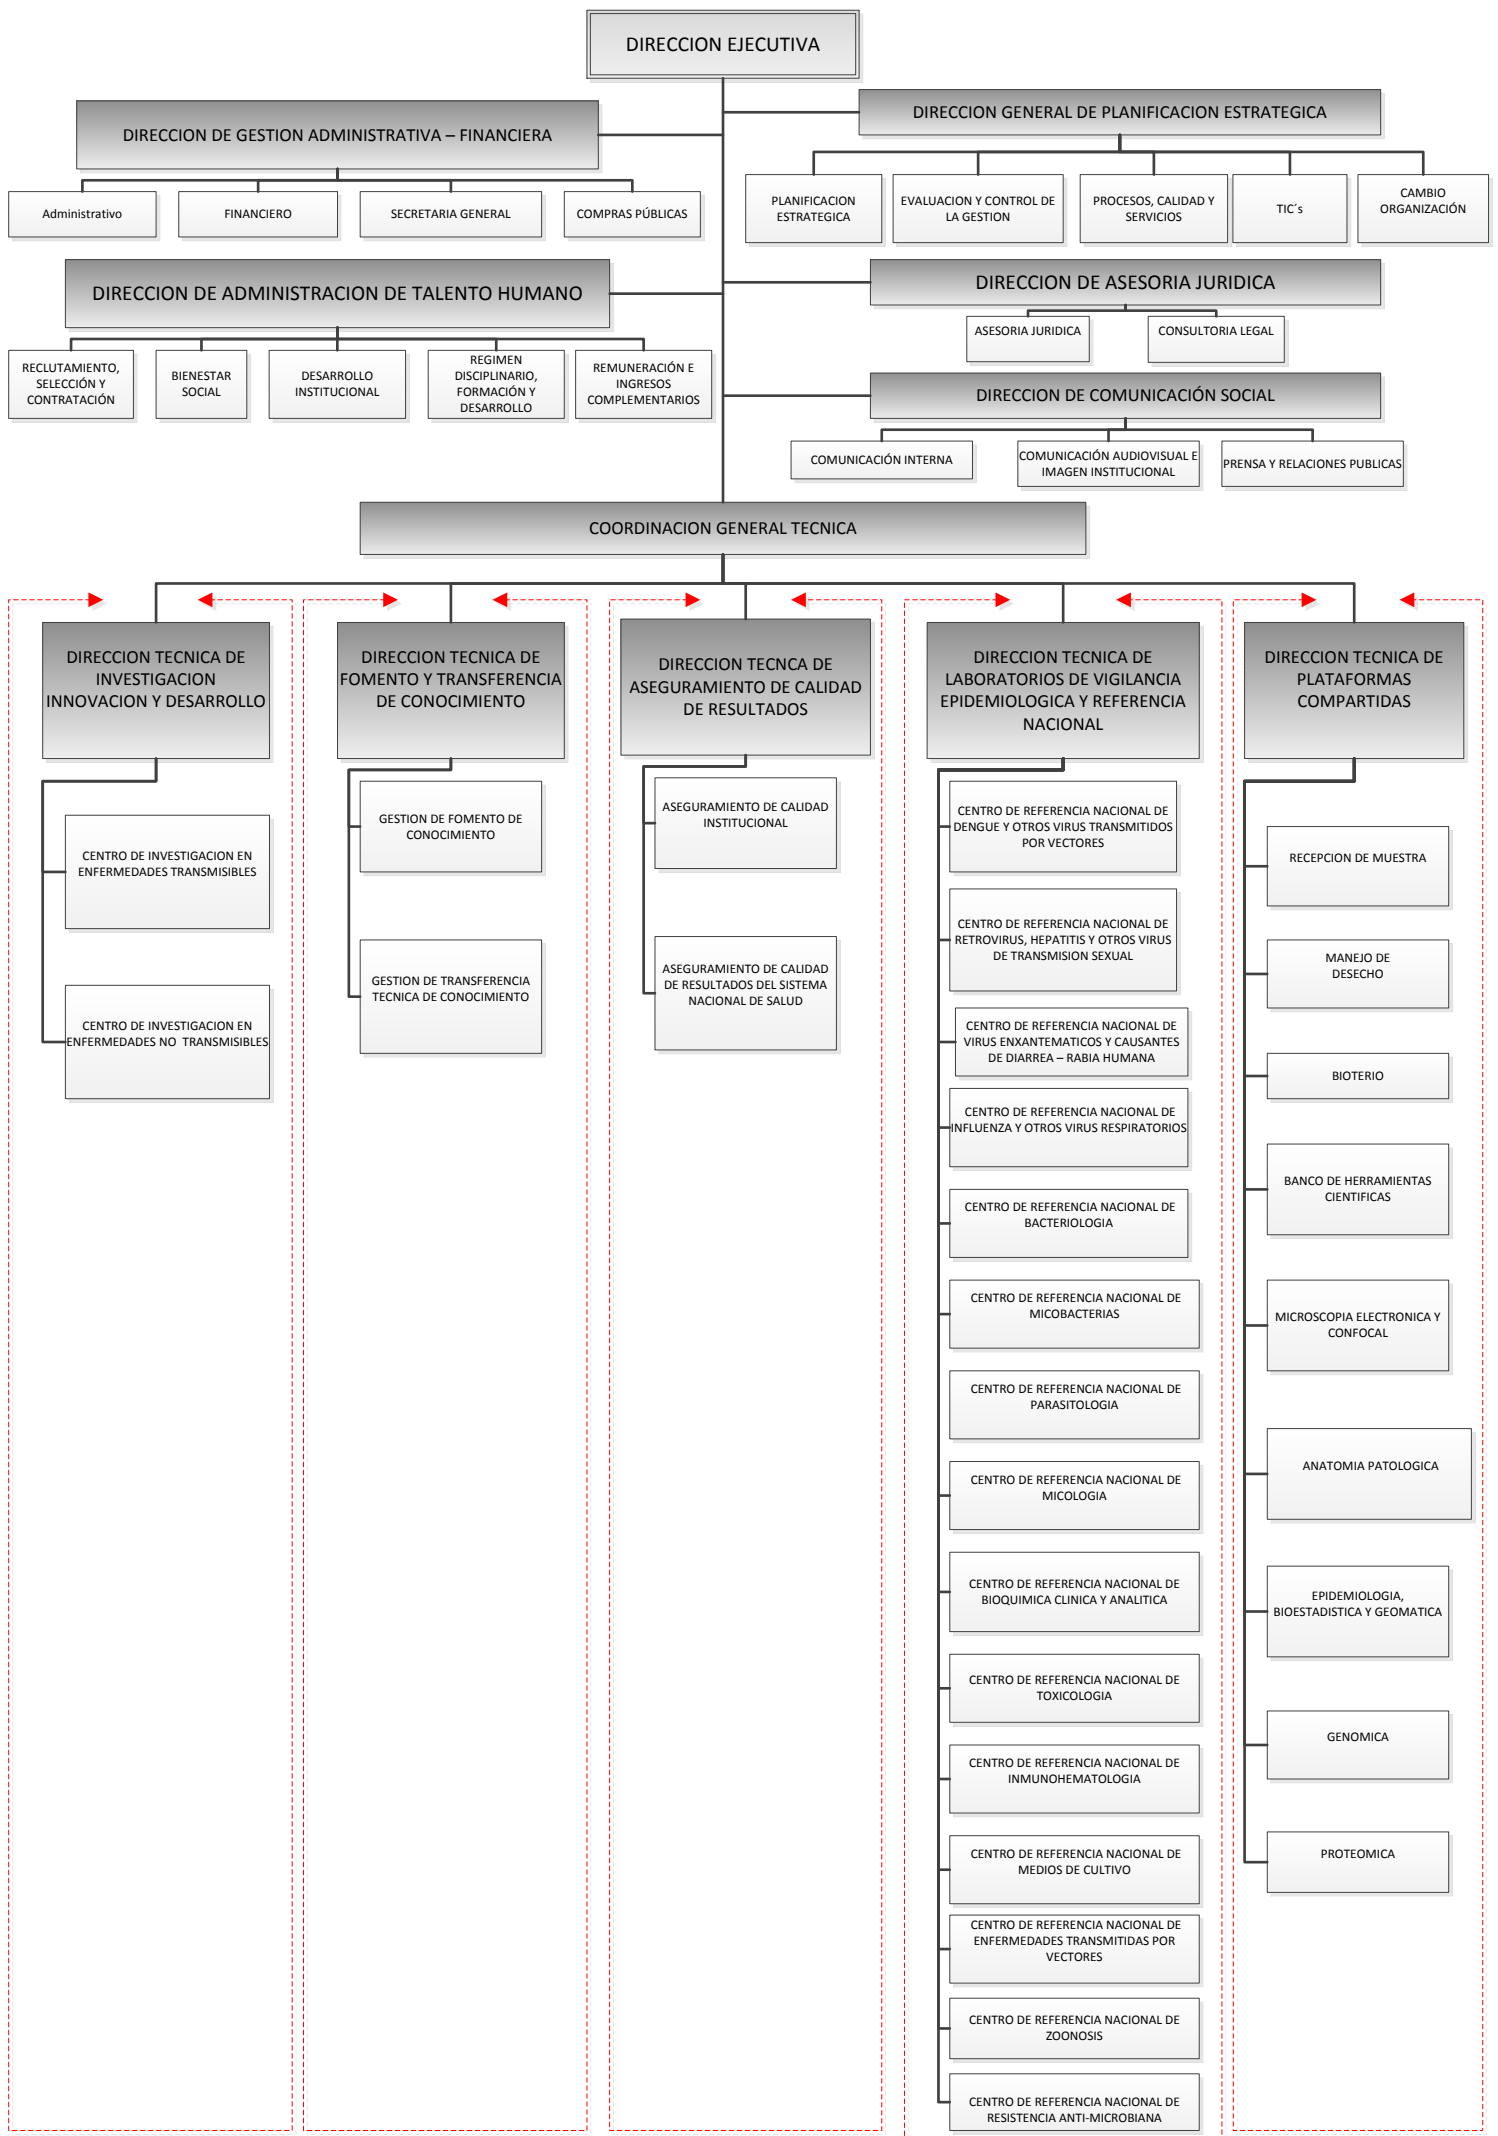 DIRECCION EJECUTIVA
DIRECCION DE GESTION ADMINISTRATIVA – FINANCIERA
Administrativo
FINANCIERO
SECRETARIA GENERAL
COMPRAS PÚBLICAS
DIRECCION GENERAL DE PLANIFICACION ESTRATEGICA
PLANIFICACION
ESTRATEGICA
EVALUACION Y CONTROL DE
LA GESTION
PROCESOS, CALIDAD Y
SERVICIOS
TIC´s
CAMBIO
ORGANIZACIÓN
DIRECCION DE ADMINISTRACION DE TALENTO HUMANO
RECLUTAMIENTO,
SELECCIÓN Y
CONTRATACIÓN
BIENESTAR
SOCIAL
DESARROLLO
INSTITUCIONAL
REGIMEN
DISCIPLINARIO,
FORMACIÓN Y
DESARROLLO
REMUNERACIÓN E
INGRESOS
COMPLEMENTARIOS
DIRECCION DE ASESORIA JURIDICA
ASESORIA JURIDICA
CONSULTORIA LEGAL
DIRECCION DE COMUNICACIÓN SOCIAL
COMUNICACIÓN INTERNA
COMUNICACIÓN AUDIOVISUAL E
IMAGEN INSTITUCIONAL
PRENSA Y RELACIONES PUBLICAS
COORDINACION GENERAL TECNICA
DIRECCION TECNICA DE
INVESTIGACION
INNOVACION Y DESARROLLO
CENTRO DE INVESTIGACION EN
ENFERMEDADES TRANSMISIBLES
CENTRO DE INVESTIGACION EN
ENFERMEDADES NO  TRANSMISIBLES
DIRECCION TECNICA DE
FOMENTO Y TRANSFERENCIA
DE CONOCIMIENTO
GESTION DE FOMENTO DE
CONOCIMIENTO
GESTION DE TRANSFERENCIA
TECNICA DE CONOCIMIENTO
DIRECCION TECNCA DE
ASEGURAMIENTO DE CALIDAD
DE RESULTADOS
ASEGURAMIENTO DE CALIDAD
INSTITUCIONAL
ASEGURAMIENTO DE CALIDAD
DE RESULTADOS DEL SISTEMA
NACIONAL DE SALUD
DIRECCION TECNICA DE
LABORATORIOS DE VIGILANCIA
EPIDEMIOLOGICA Y REFERENCIA
NACIONAL
CENTRO DE REFERENCIA NACIONAL DE
DENGUE Y OTROS VIRUS TRANSMITIDOS
POR VECTORES
CENTRO DE REFERENCIA NACIONAL DE
RETROVIRUS, HEPATITIS Y OTROS VIRUS
DE TRANSMISION SEXUAL
CENTRO DE REFERENCIA NACIONAL DE
VIRUS ENXANTEMATICOS Y CAUSANTES
DE DIARREA – RABIA HUMANA
CENTRO DE REFERENCIA NACIONAL DE
INFLUENZA Y OTROS VIRUS RESPIRATORIOS
CENTRO DE REFERENCIA NACIONAL DE
BACTERIOLOGIA
CENTRO DE REFERENCIA NACIONAL DE
MICOBACTERIAS
CENTRO DE REFERENCIA NACIONAL DE
PARASITOLOGIA
CENTRO DE REFERENCIA NACIONAL DE
MICOLOGIA
CENTRO DE REFERENCIA NACIONAL DE
BIOQUIMICA CLINICA Y ANALITICA
CENTRO DE REFERENCIA NACIONAL DE
TOXICOLOGIA
CENTRO DE REFERENCIA NACIONAL DE
INMUNOHEMATOLOGIA
CENTRO DE REFERENCIA NACIONAL DE
MEDIOS DE CULTIVO
CENTRO DE REFERENCIA NACIONAL DE
ENFERMEDADES TRANSMITIDAS POR
VECTORES
CENTRO DE REFERENCIA NACIONAL DE
ZOONOSIS
CENTRO DE REFERENCIA NACIONAL DE
RESISTENCIA ANTI-MICROBIANA
DIRECCION TECNICA DE
PLATAFORMAS
COMPARTIDAS
RECEPCION DE MUESTRA
MANEJO DE
DESECHO
BIOTERIO
BANCO DE HERRAMIENTAS
CIENTIFICAS
MICROSCOPIA ELECTRONICA Y
CONFOCAL
ANATOMIA PATOLOGICA
EPIDEMIOLOGIA,
BIOESTADISTICA Y GEOMATICA
GENOMICA
PROTEOMICA